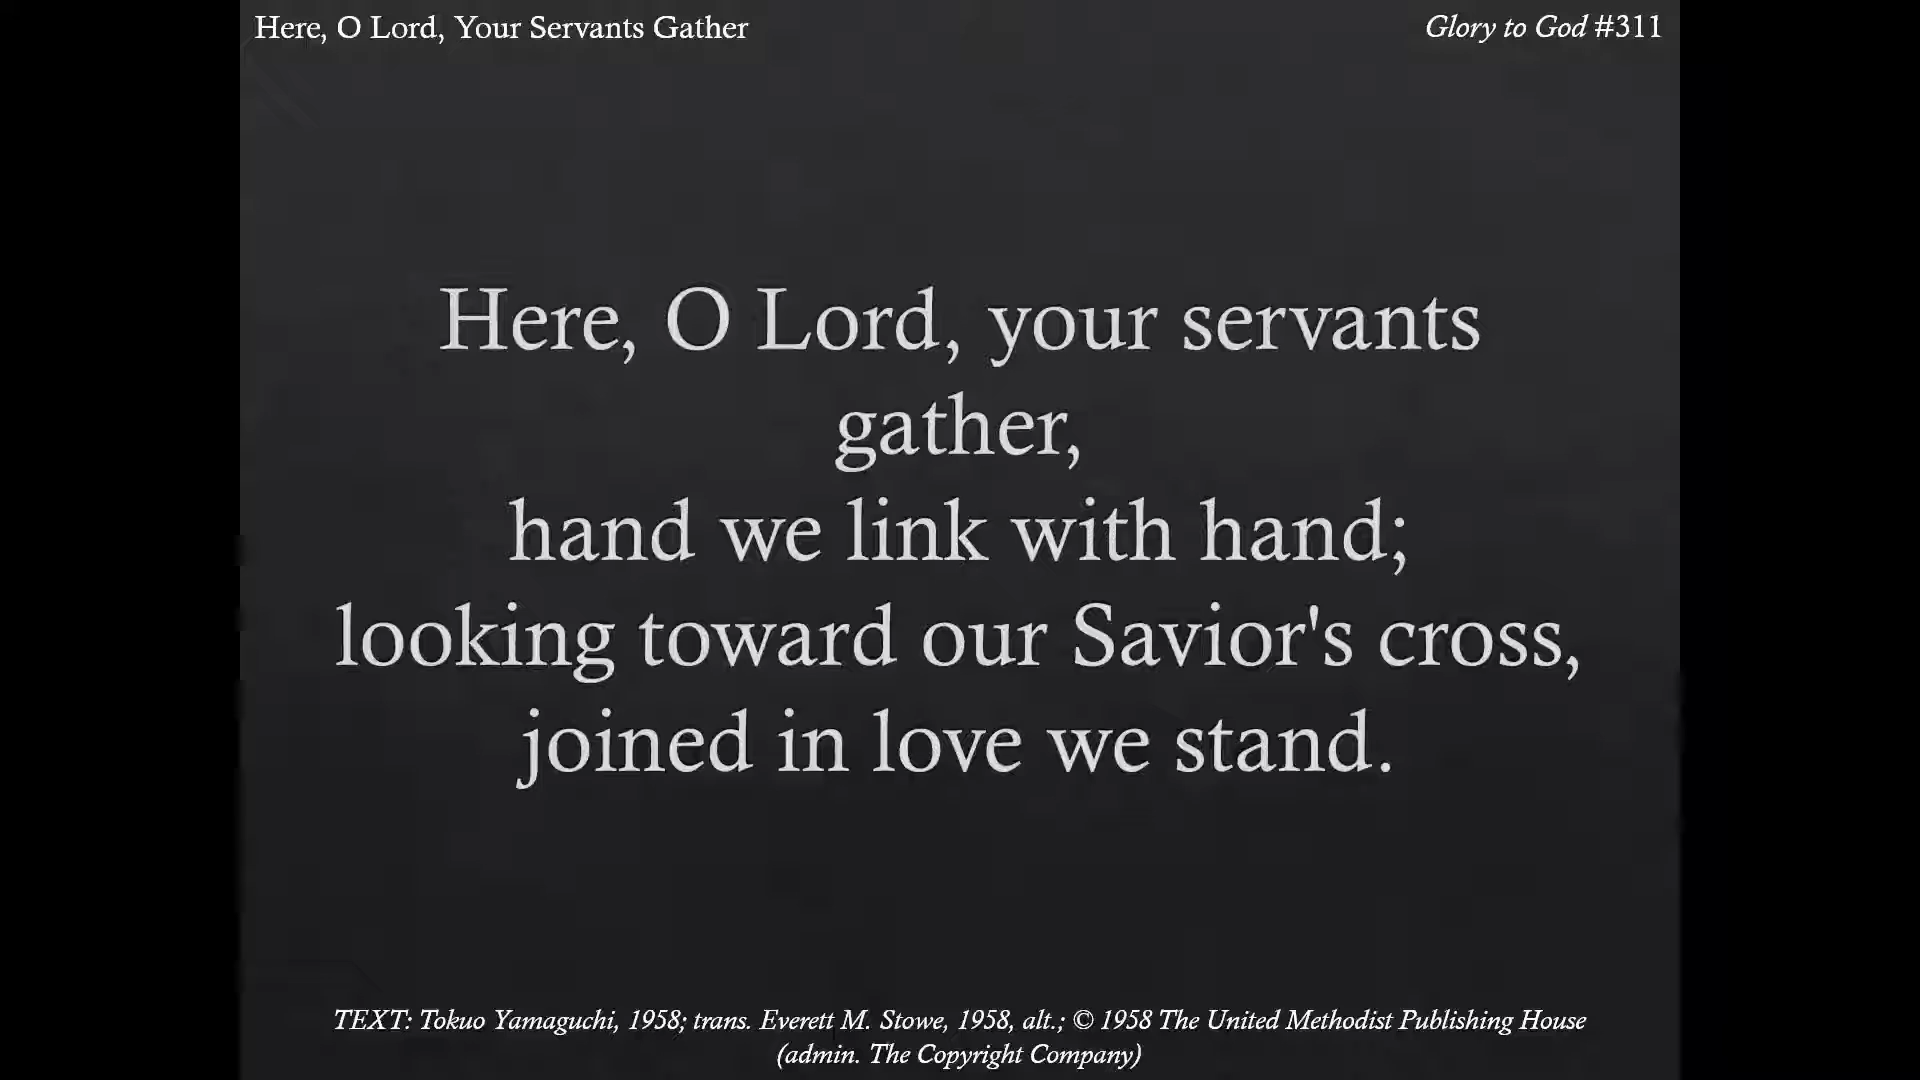 Here, O Lord, Your Servants Gather
Glory to God #311
Here, O Lord, your servants
gather,
hand we link with hand;
looking toward our Savior's cross,
joined in love we stand.
TEXT: Tokuo Yamaguchi, 1958; trans. Everett M. Stowe, 1958, alt.; © 1958 The United Methodist Publishing House
(admin. The Copyright Company)